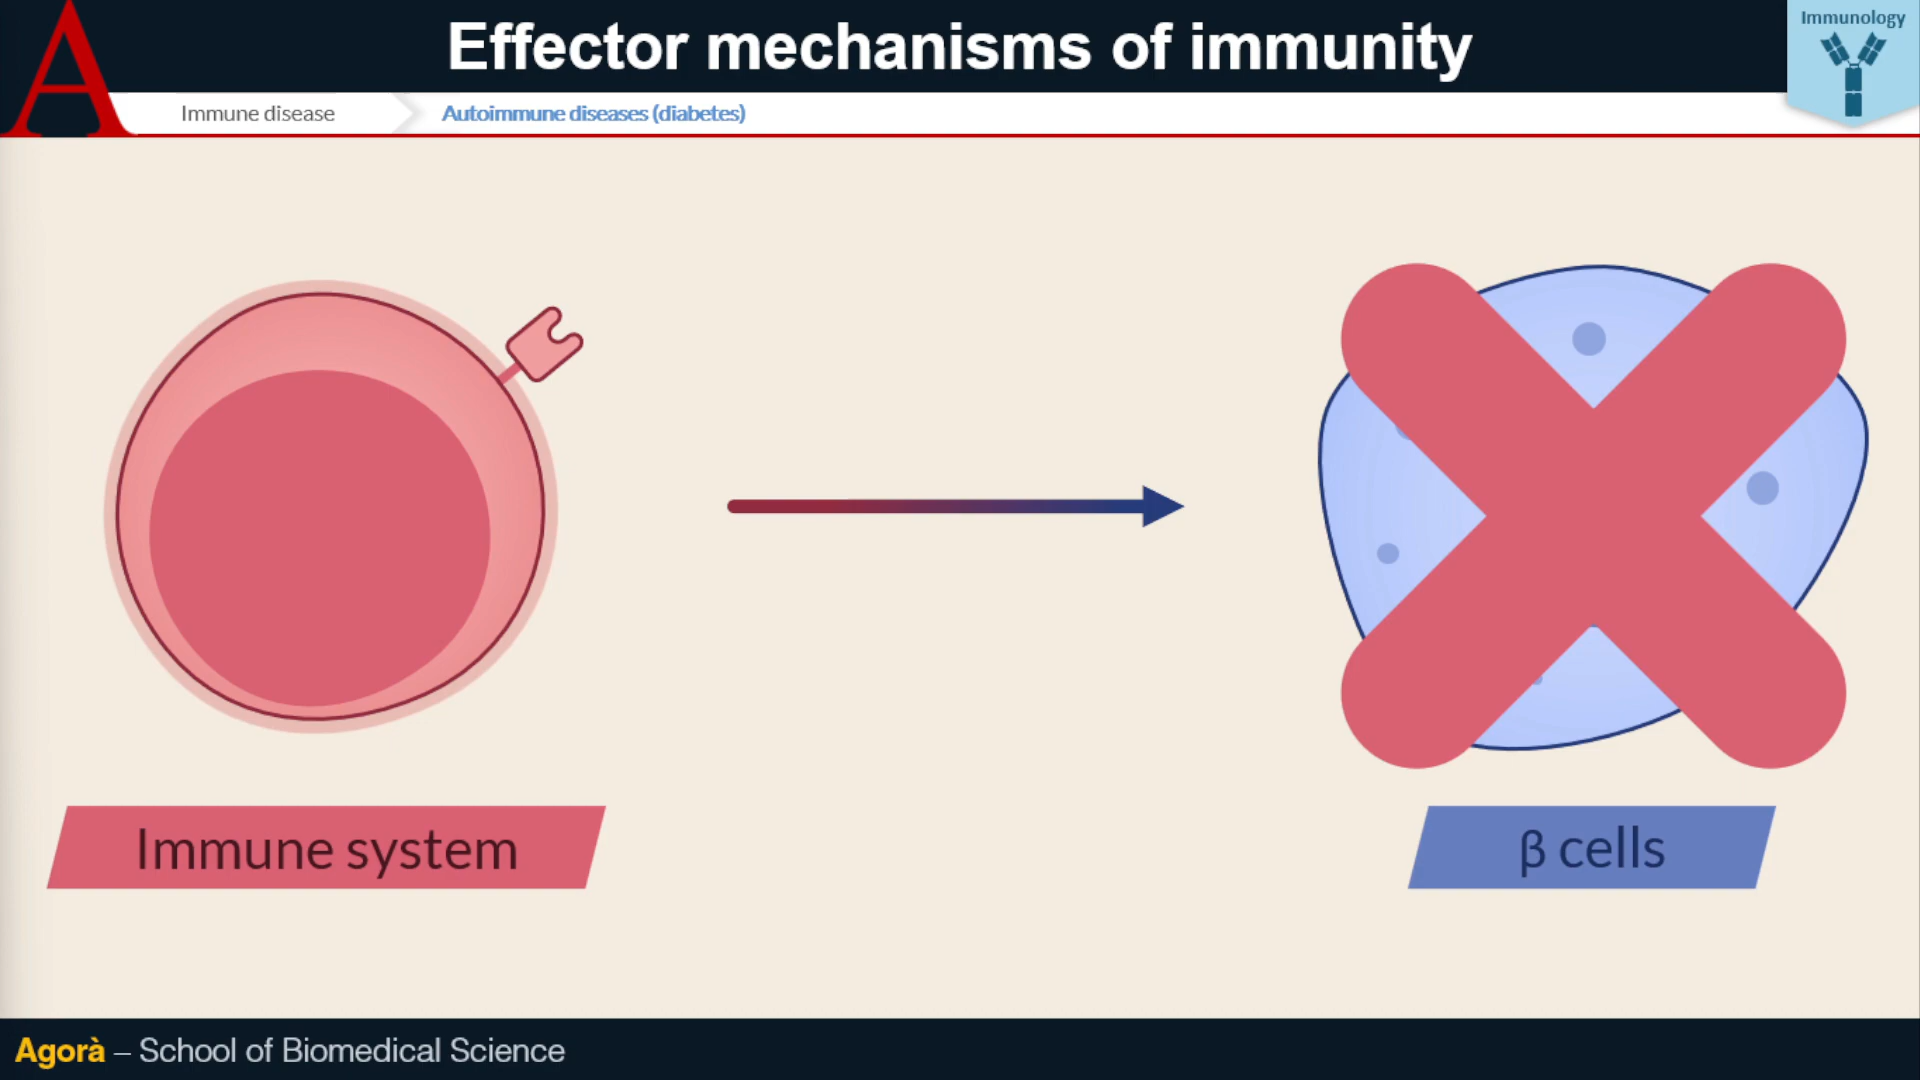 Effector mechanisms of immunity
Immunology
A
Immune disease
Autoimmune diseases (diabetes)
Immune system
β cells
Agorà – School of Biomedical Science